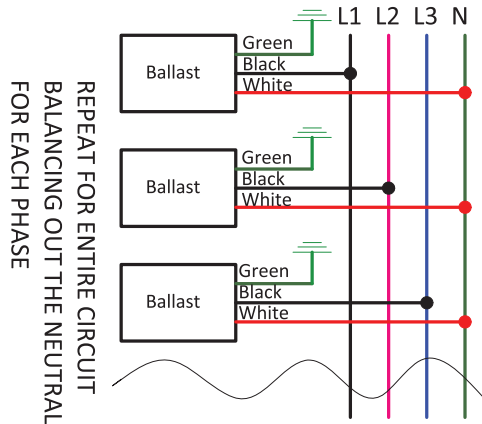 L1 L2 L3 N
Green
Black
White
Ballast
Green
Black
White
Ballast
Green
Black
White
Ballast
REPEAT FOR ENTIRE CIRCUIT
BALANCING OUT THE NEUTRAL
FOR EACH PHASE